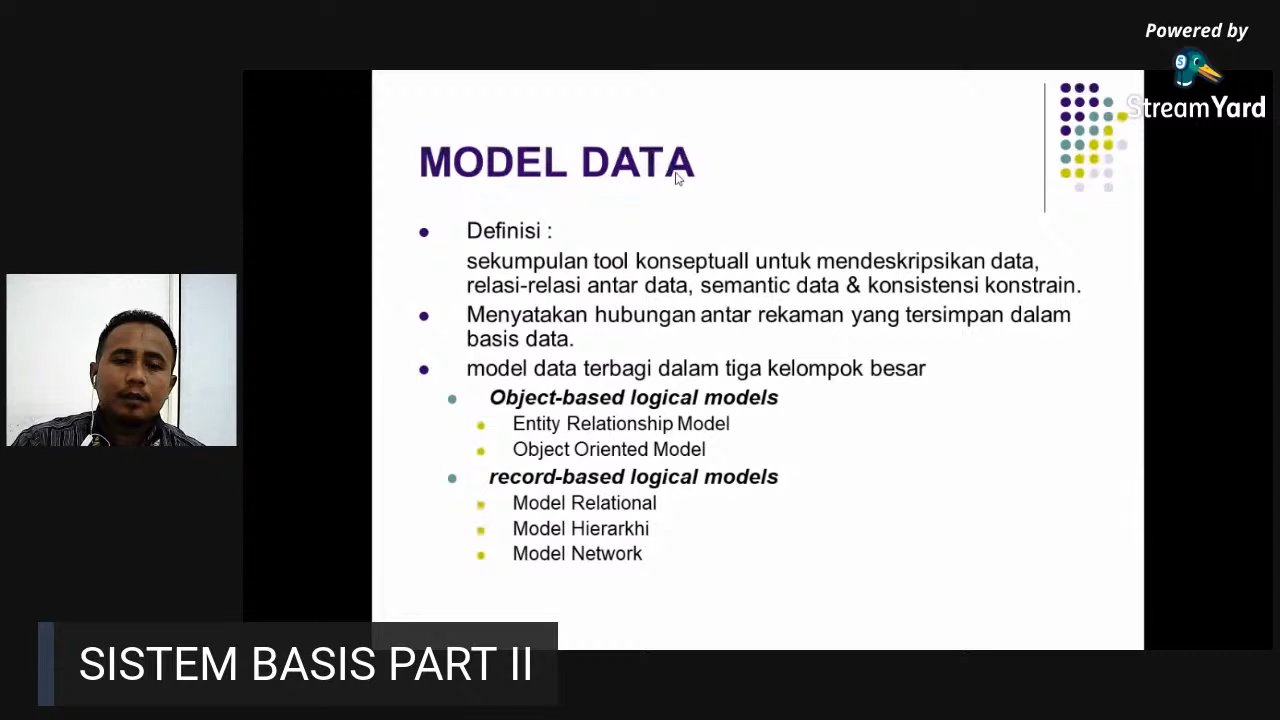 Powered by
StreamYard
MODEL DATA
Definisi :
sekumpulan tool konseptuall untuk mendeskripsikan data,
relasi-relasi antar data, semantic data & konsistensi konstrain.
Menyatakan hubungan antar rekaman yang tersimpan dalam
basis data.
model data terbagi dalam tiga kelompok besar
Object-based logical models
Entity Relationship Model
Object Oriented Model
record-based logical models
Model Relational
Model Hierarkhi
Model Network
SISTEM BASIS PART II